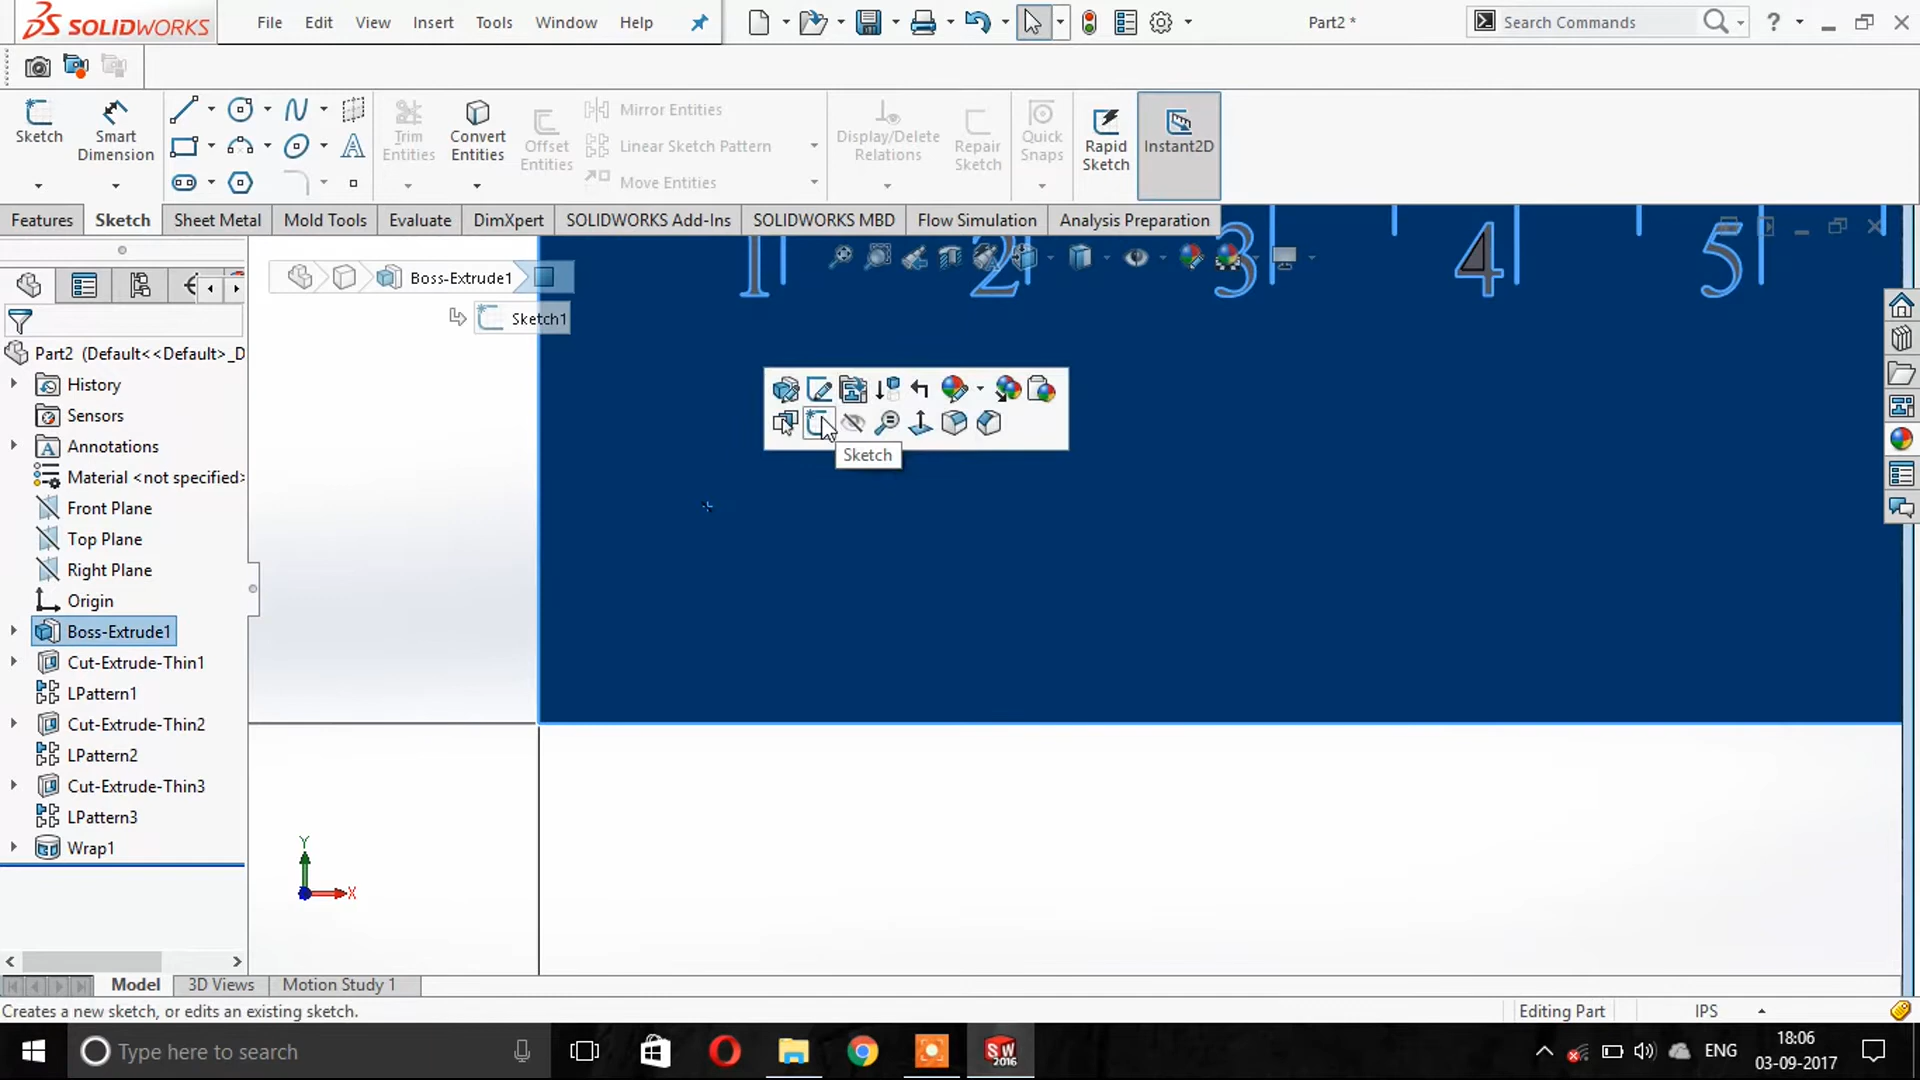 SOLIDWORKS File Edit View Insert Tools Window Help Part2 * Search Commands
Sketch Smart Dimension Trim Entities Convert Entities Offset Entities Mirror Entities Linear Sketch Pattern Move Entities Display/Delete Relations Repair Sketch Quick Snaps Rapid Sketch Instant2D
Features Sketch Sheet Metal Mold Tools Evaluate DimXpert SOLIDWORKS Add-Ins SOLIDWORKS MBD Flow Simulation Analysis Preparation
1 2 3 4 5
Boss-Extrude1
Sketch1
Part2 (Default<<Default>_D
History
Sensors
Annotations
Material <not specified>
Front Plane
Top Plane
Right Plane
Origin
Boss-Extrude1
Cut-Extrude-Thin1
LPattern1
Cut-Extrude-Thin2
LPattern2
Cut-Extrude-Thin3
LPattern3
Wrap1
Sketch
Y
X
Model 3D Views Motion Study 1
Creates a new sketch, or edits an existing sketch. Editing Part IPS
Type here to search SW 2016 ENG 18:06
03-09-2017